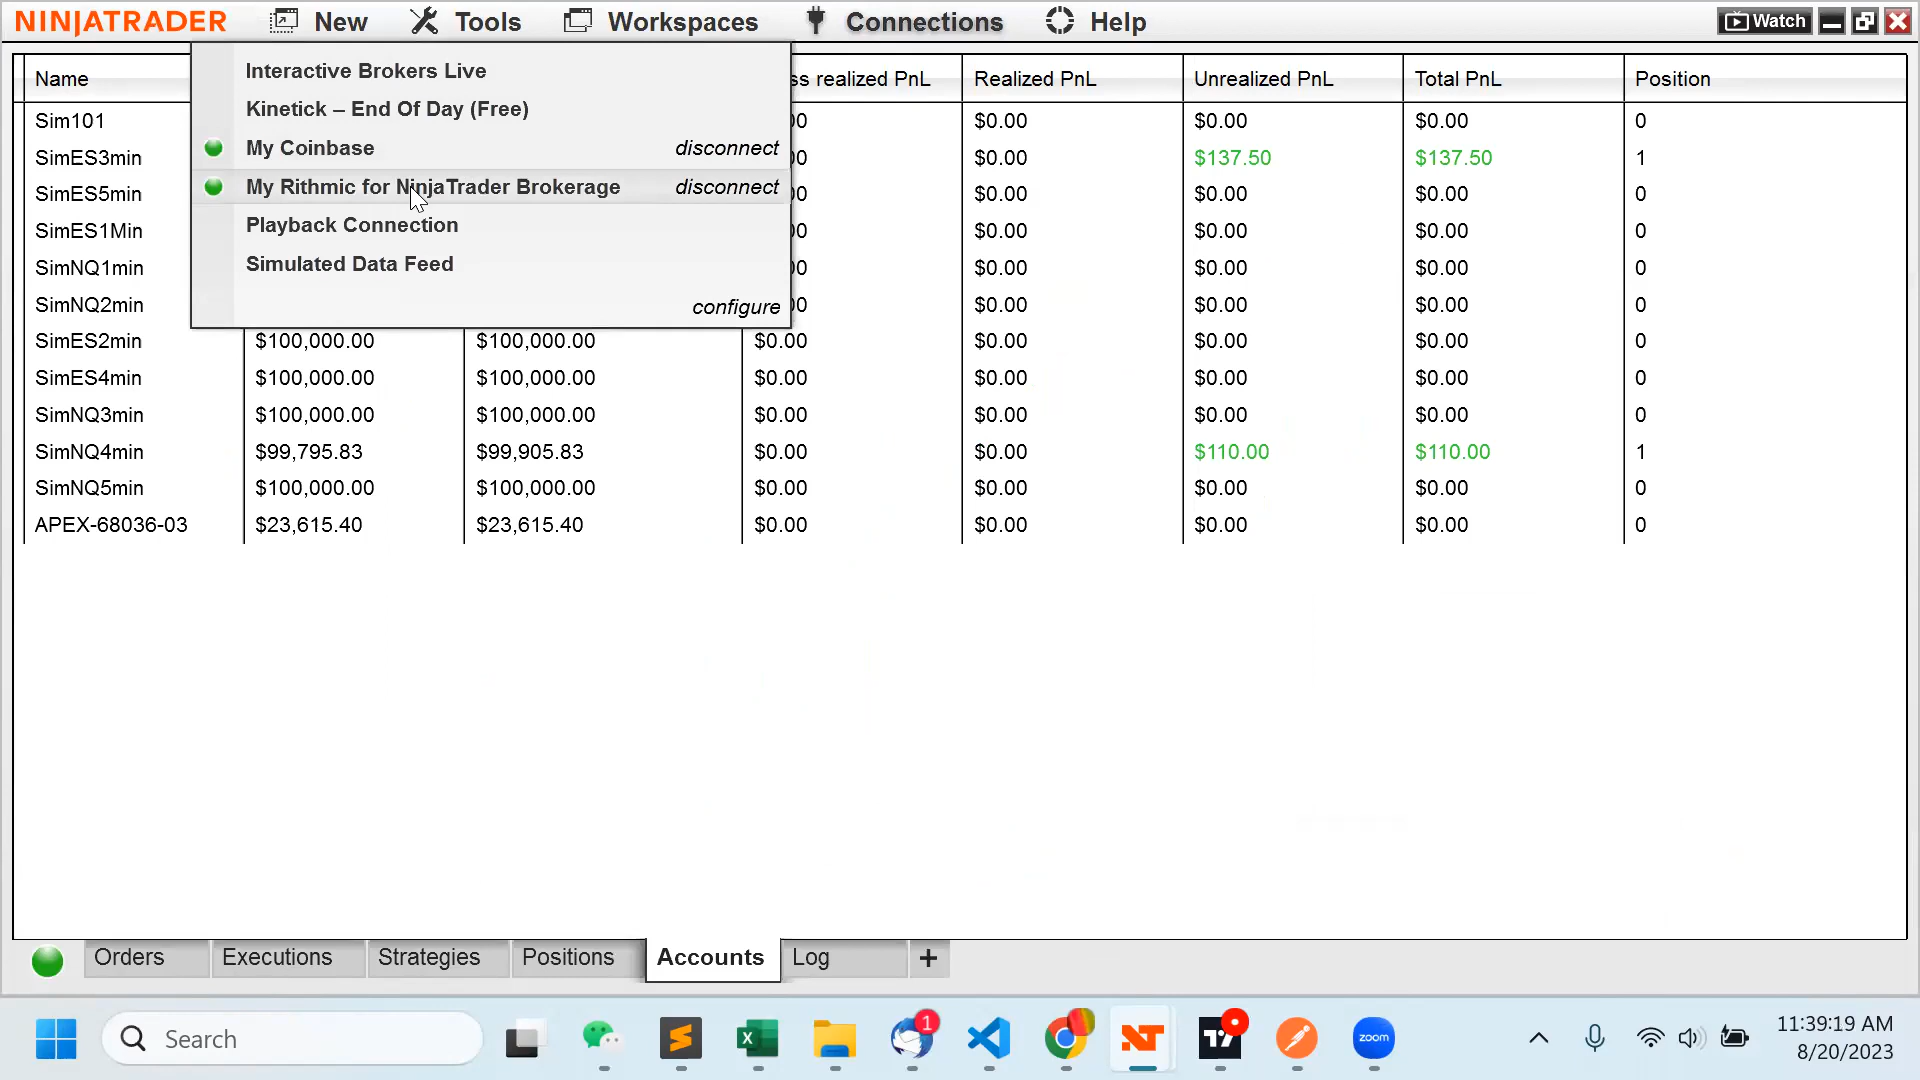 NINJATRADER New Tools Workspaces Connections Help Watch
Interactive Brokers Live
Kinetick – End Of Day (Free)
My Coinbase disconnect
My Rithmic for NinjaTrader Brokerage disconnect
Playback Connection
Simulated Data Feed
configure
Name ss realized PnL Realized PnL Unrealized PnL Total PnL Position
Sim101 00 $0.00 $0.00 $0.00 0
SimES3min 00 $0.00 $137.50 $137.50 1
SimES5min 00 $0.00 $0.00 $0.00 0
SimES1Min 00 $0.00 $0.00 $0.00 0
SimNQ1min 00 $0.00 $0.00 $0.00 0
SimNQ2min 00 $0.00 $0.00 $0.00 0
SimES2min $100,000.00 $100,000.00 $0.00 $0.00 $0.00 $0.00 0
SimES4min $100,000.00 $100,000.00 $0.00 $0.00 $0.00 $0.00 0
SimNQ3min $100,000.00 $100,000.00 $0.00 $0.00 $0.00 $0.00 0
SimNQ4min $99,795.83 $99,905.83 $0.00 $0.00 $110.00 $110.00 1
SimNQ5min $100,000.00 $100,000.00 $0.00 $0.00 $0.00 $0.00 0
APEX-68036-03 $23,615.40 $23,615.40 $0.00 $0.00 $0.00 $0.00 0
Orders Executions Strategies Positions Accounts Log +
Search 1 zoom 11:39:19 AM
8/20/2023